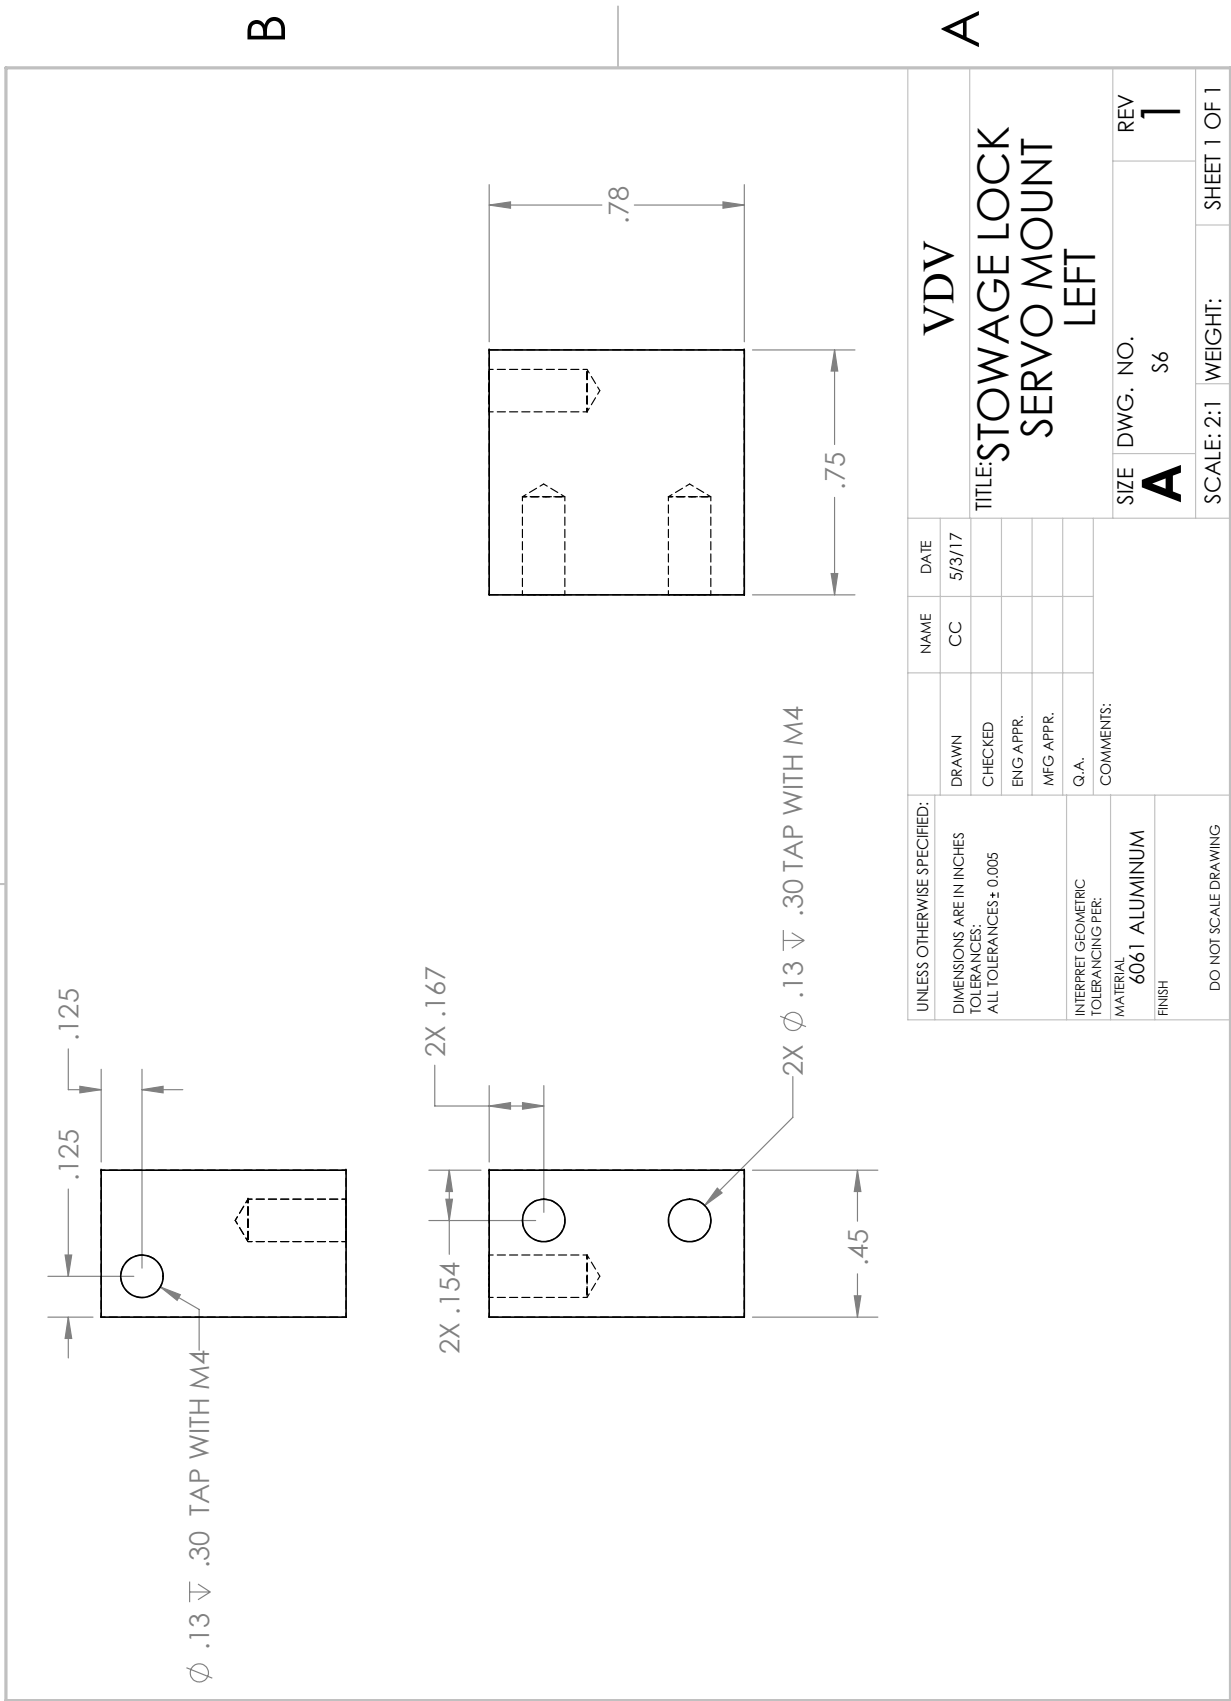 B
A
.125
.125
∅ .13 ↧ .30 TAP WITH M4
2X .167
2X .154
.45
2X ∅ .13 ↧ .30 TAP WITH M4
.78
.75
UNLESS OTHERWISE SPECIFIED:
DIMENSIONS ARE IN INCHES
TOLERANCES:
ALL TOLERANCES± 0.005
INTERPRET GEOMETRIC
TOLERANCING PER:
MATERIAL
6061 ALUMINUM
FINISH
DO NOT SCALE DRAWING
NAME DATE
DRAWN CC 5/3/17
CHECKED
ENG APPR.
MFG APPR.
Q.A.
COMMENTS:
VDV
TITLE:STOWAGE LOCK
SERVO MOUNT
LEFT
SIZE DWG. NO. REV
A S6 1
SCALE: 2:1 WEIGHT: SHEET 1 OF 1